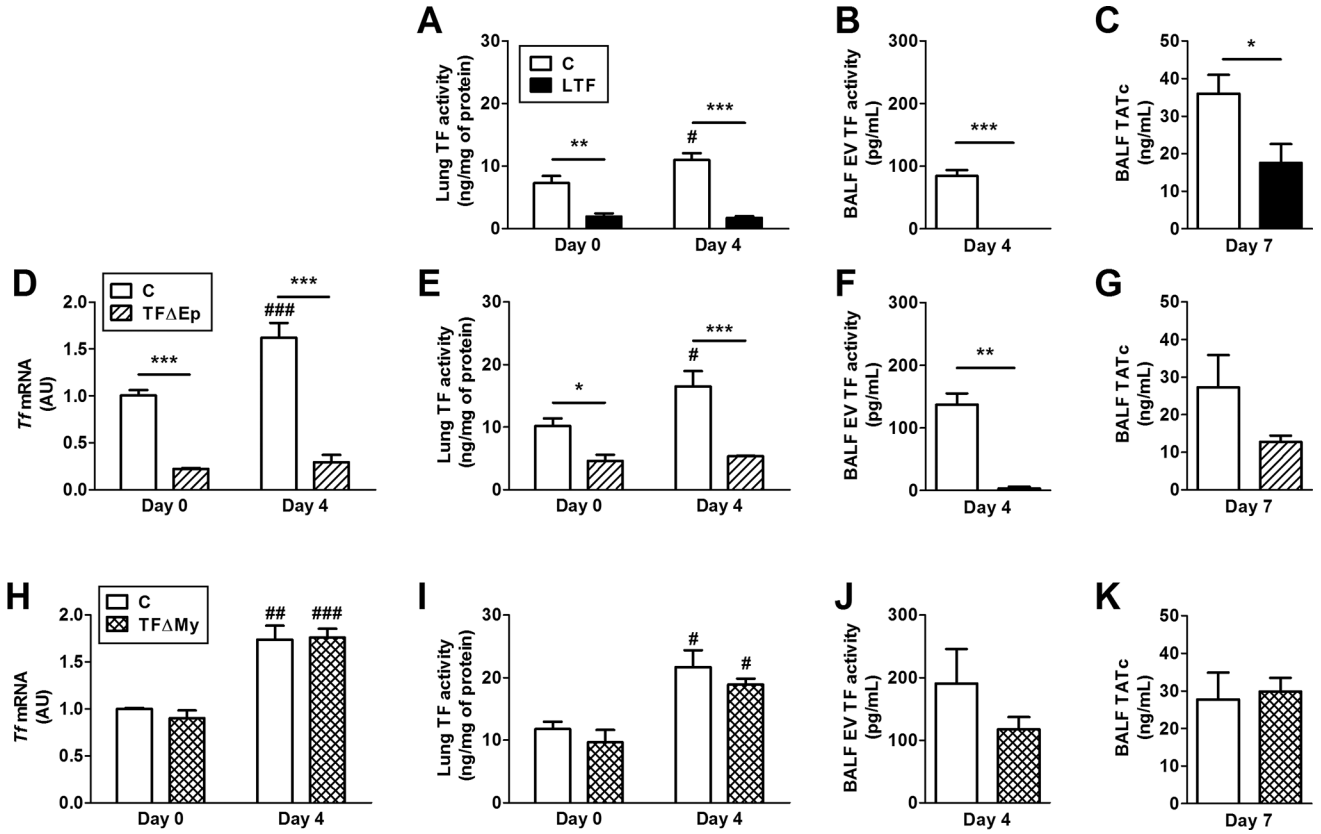 A
Lung TF activity
(ng/mg of protein)
30
20
10
0
C
LTF
**
***
#
Day 0
Day 4
B
BALF EV TF activity
(pg/mL)
300
200
100
0
***
Day 4
C
BALF TATc
(ng/mL)
50
40
30
20
10
0
*
Day 7
D
Tf mRNA
(AU)
2.0
1.5
1.0
0.5
0.0
C
TFΔEp
***
***
###
Day 0
Day 4
E
Lung TF activity
(ng/mg of protein)
30
20
10
0
*
***
#
Day 0
Day 4
F
BALF EV TF activity
(pg/mL)
300
200
100
0
**
Day 4
G
BALF TATc
(ng/mL)
50
40
30
20
10
0
Day 7
H
Tf mRNA
(AU)
2.0
1.5
1.0
0.5
0.0
C
TFΔMy
##
###
Day 0
Day 4
I
Lung TF activity
(ng/mg of protein)
30
20
10
0
#
#
Day 0
Day 4
J
BALF EV TF activity
(pg/mL)
300
200
100
0
Day 4
K
BALF TATc
(ng/mL)
50
40
30
20
10
0
Day 7